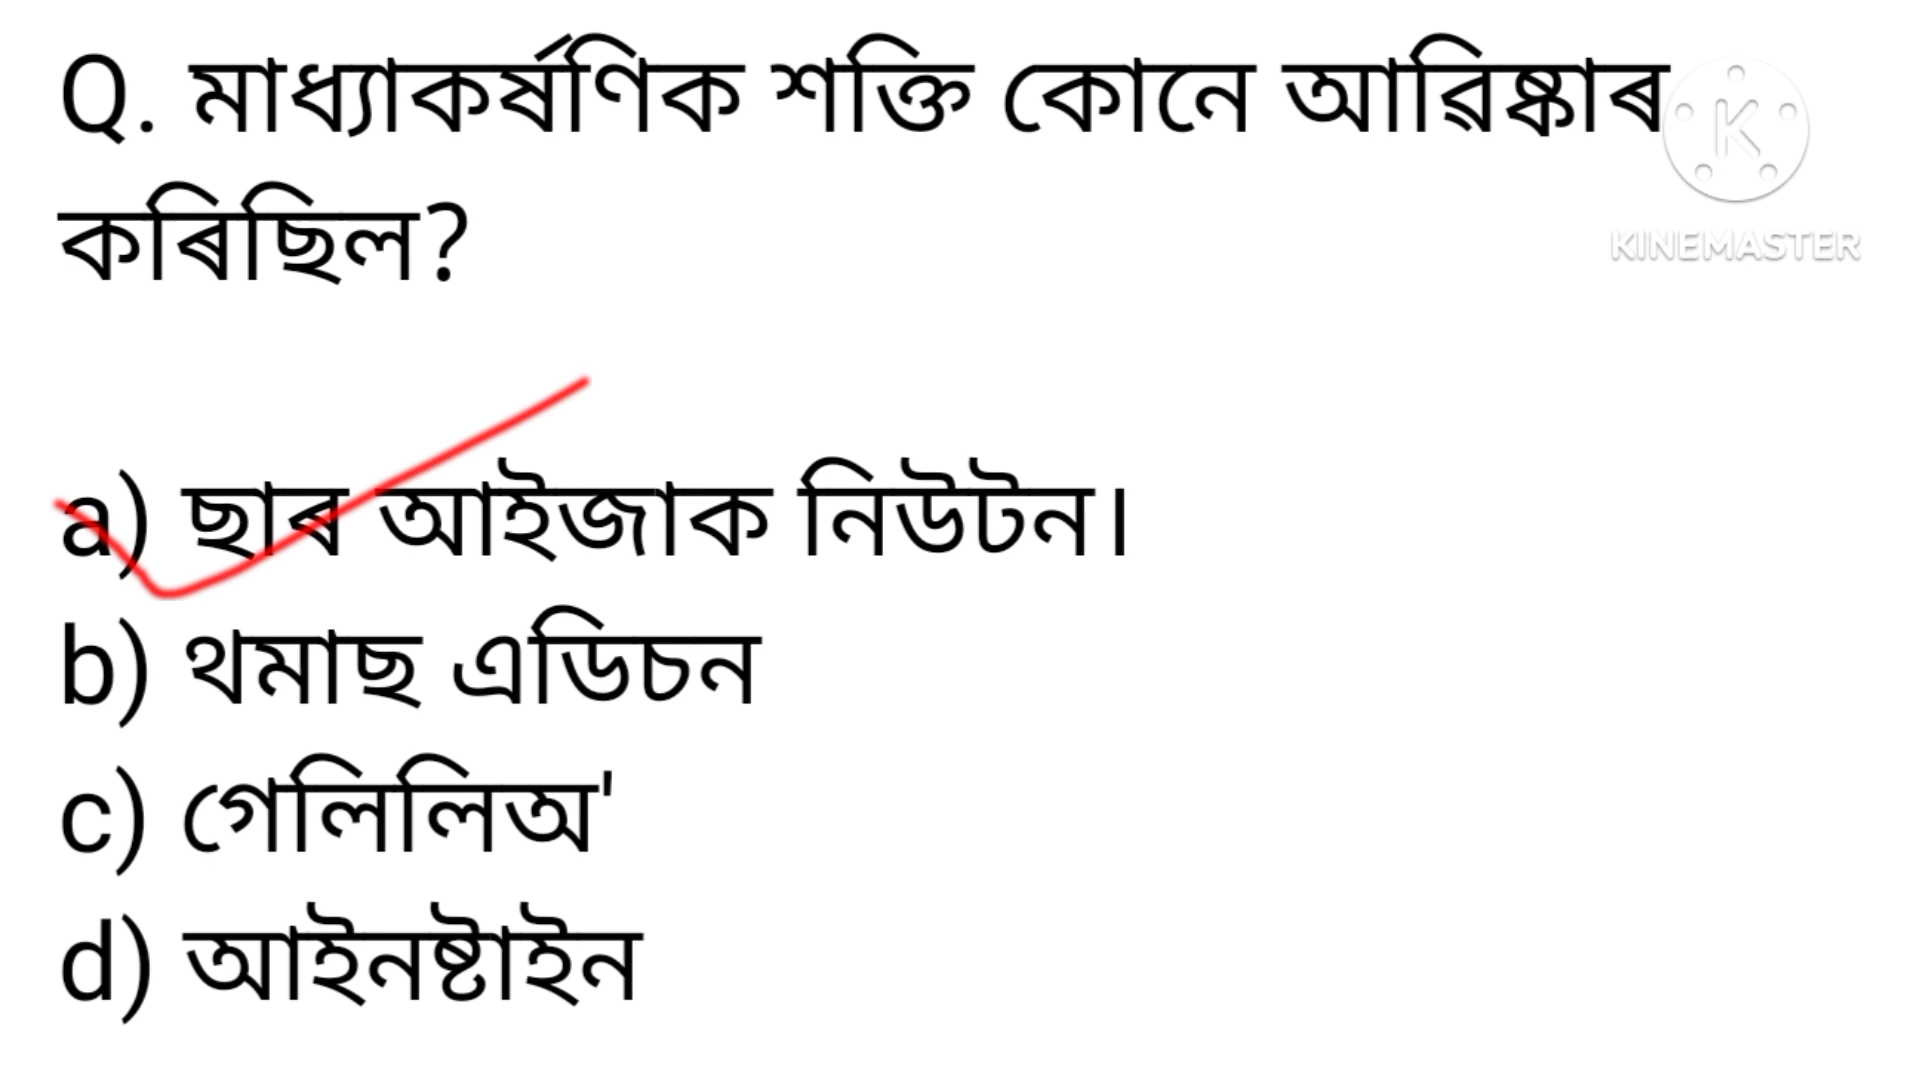 Q. মাধ্যাকৰ্ষণিক শক্তি কোনে আৱিষ্কাৰ
কৰিছিল?
KINEMASTER
a) ছাৰ আইজাক নিউটন।
b) থমাছ এডিচন
c) গেলিলিঅ'
d) আইনষ্টাইন